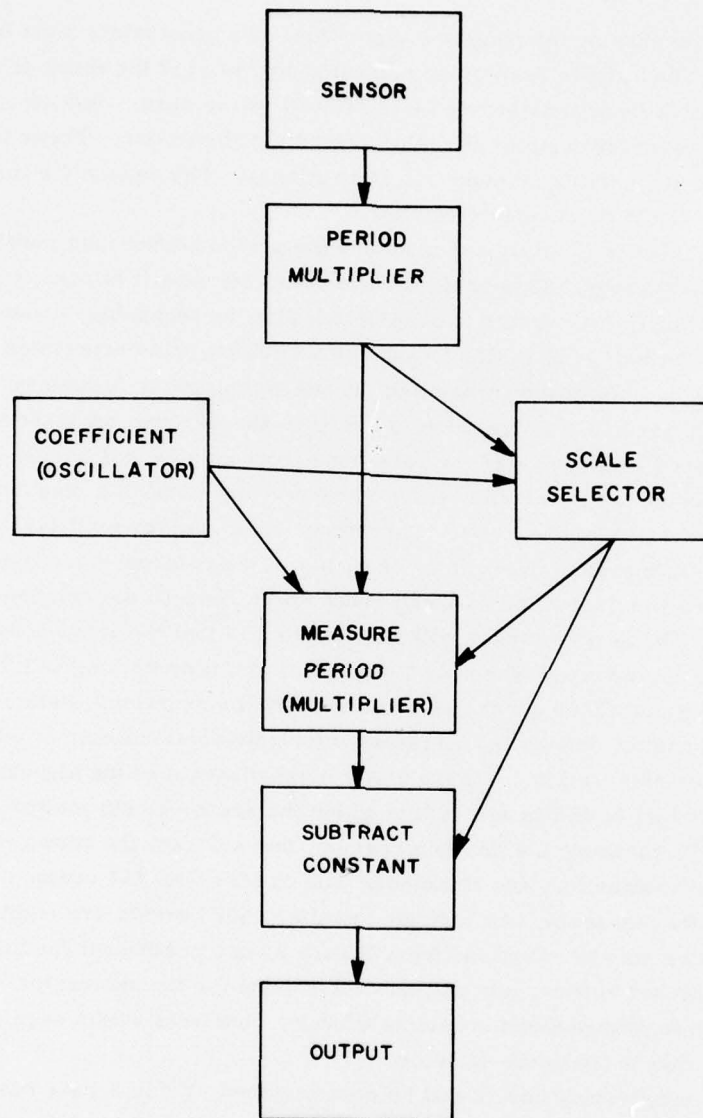 SENSOR
PERIOD
MULTIPLIER
COEFFICIENT
(OSCILLATOR)
SCALE
SELECTOR
MEASURE
PERIOD
(MULTIPLIER)
SUBTRACT
CONSTANT
OUTPUT